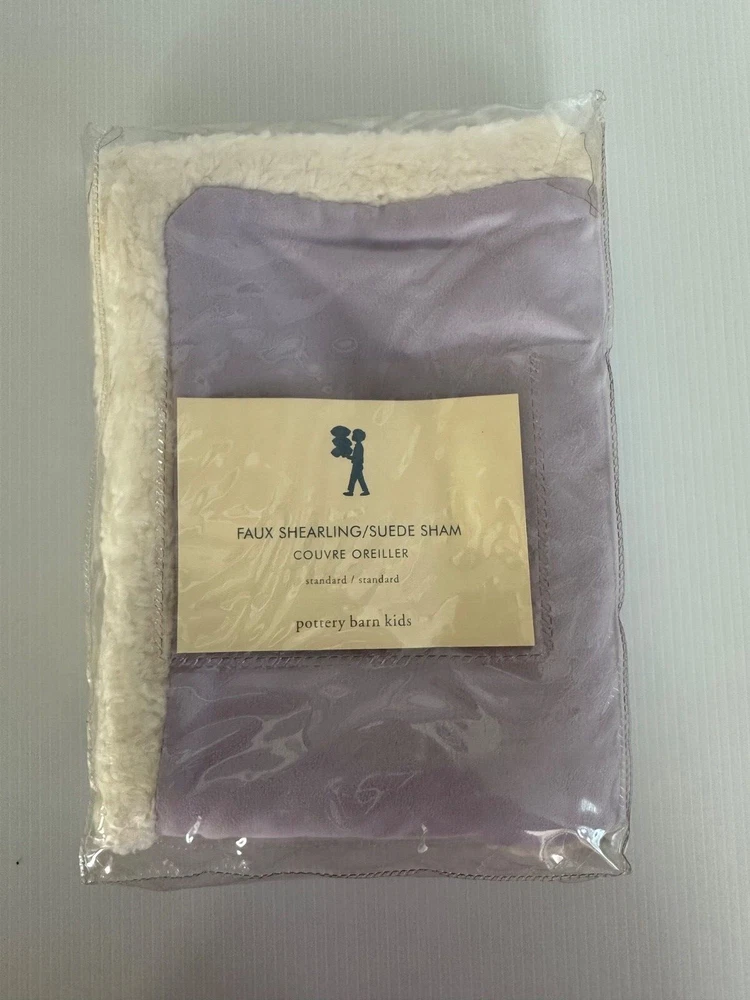 FAUX SHEARLING/SUEDE SHAM
COUVRE OREILLER
standard / standard
pottery barn kids